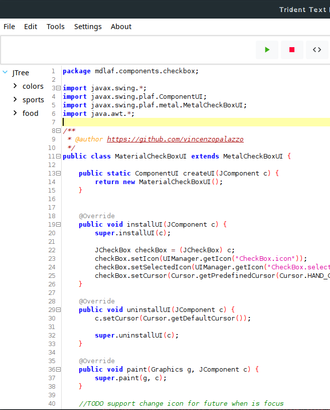 Trident Text
File Edit Tools Settings About
JTree
colors
sports
food
1 package mdlaf.components.checkbox;
2
3 import javax.swing.*;
4 import javax.swing.plaf.ComponentUI;
5 import javax.swing.plaf.metal.MetalCheckBoxUI;
6 import java.awt.*;
7
8 /**
9 * @author https://github.com/vincenzopalazzo
10 */
11 public class MaterialCheckBoxUI extends MetalCheckBoxUI {
12
13 public static ComponentUI createUI(JComponent c) {
14 return new MaterialCheckBoxUI();
15 }
16
17
18 @Override
19 public void installUI(JComponent c) {
20 super.installUI(c);
21
22 JCheckBox checkBox = (JCheckBox) c;
23 checkBox.setIcon(UIManager.getIcon("CheckBox.icon"));
24 checkBox.setSelectedIcon(UIManager.getIcon("CheckBox.select
25 checkBox.setCursor(Cursor.getPredefinedCursor(Cursor.HAND_C
26 }
27
28 @Override
29 public void uninstallUI(JComponent c) {
30 c.setCursor(Cursor.getDefaultCursor());
31
32 super.uninstallUI(c);
33 }
34
35 @Override
36 public void paint(Graphics g, JComponent c) {
37 super.paint(g, c);
38 }
39
40 //TODO support change icon for future when is focus